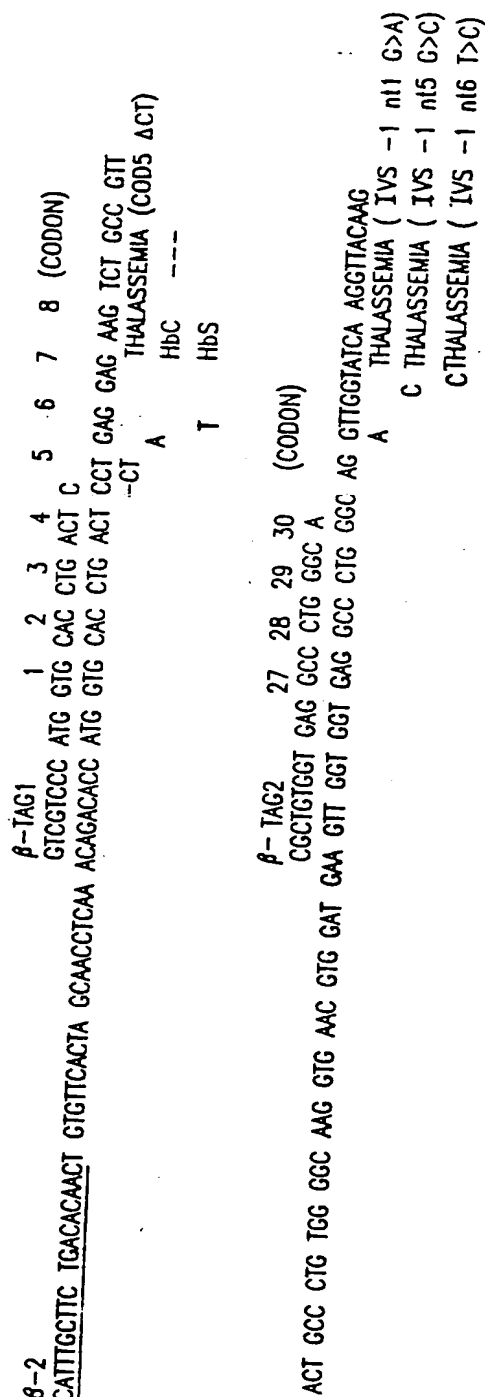 β-2
β-TAG1 1 2 3 4 5 6 7 8 (CODON)
GTCGTCCC ATG GTG CAC CTG ACT C
CATTTGCTTC TGACACAACT GTGTTCACTA GCAACCTCAA ACAGACACC ATG GTG CAC CTG ACT CCT GAG GAG AAG TCT GCC GTT
-CT THALASSEMIA (COD5 ΔCT)
A HbC ---
T HbS
β- TAG2 27 28 29 30 (CODON)
CGCTGTGGT GAG GCC CTG GGC A
ACT GCC CTG TGG GGC AAG GTG AAC GTG GAT GAA GTT GGT GGT GAG GCC CTG GGC AG GTTGGTATCA AGGTTACAAG
A THALASSEMIA ( IVS -1 nt1 G>A)
C THALASSEMIA ( IVS -1 nt5 G>C)
CTHALASSEMIA ( IVS -1 nt6 T>C)